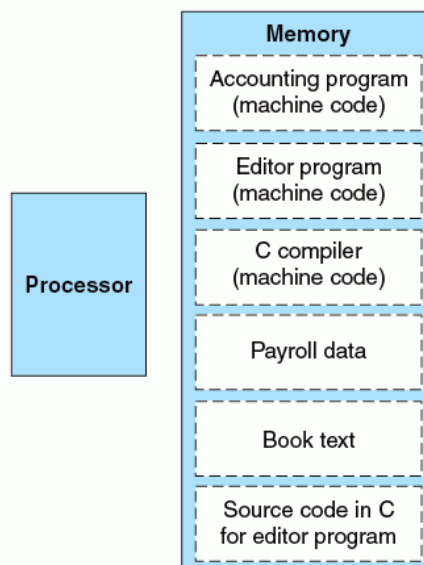 Memory
Accounting program
(machine code)
Editor program
(machine code)
C compiler
(machine code)
Processor
Payroll data
Book text
Source code in C
for editor program